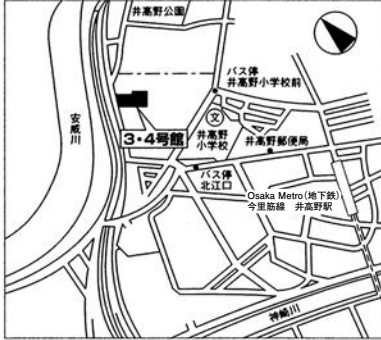 井高野公園
バス停
井高野小学校前
安威川
文
3・4号館
井高野
小学校
井高野郵便局
バス停
北江口
Osaka Metro(地下鉄)
今里筋線 井高野駅
神崎川